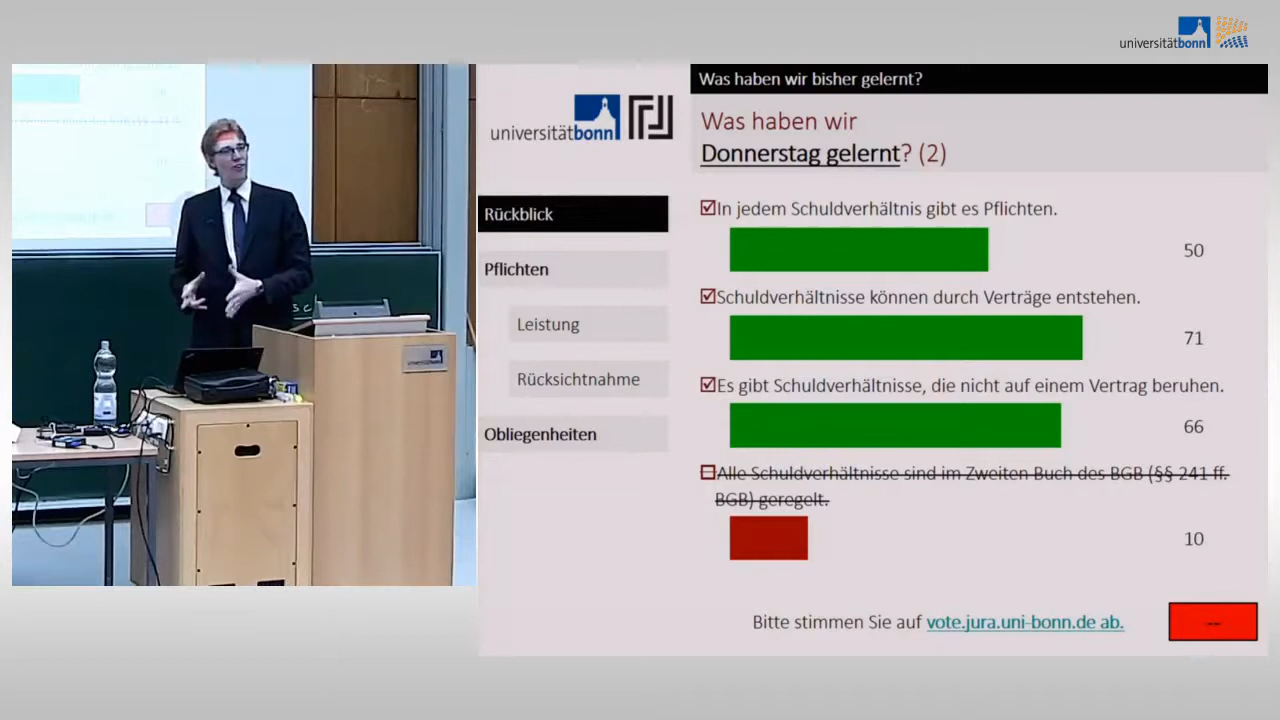 universitätbonn
Was haben wir bisher gelernt?
universitätbonn
Was haben wir
Donnerstag gelernt? (2)
Rückblick
Pflichten
Leistung
Rücksichtnahme
Obliegenheiten
☑In jedem Schuldverhältnis gibt es Pflichten.
50
☑Schuldverhältnisse können durch Verträge entstehen.
71
☑Es gibt Schuldverhältnisse, die nicht auf einem Vertrag beruhen.
66
☐Alle Schuldverhältnisse sind im Zweiten Buch des BGB (§§ 241 ff.
BGB) geregelt.
10
Bitte stimmen Sie auf vote.jura.uni-bonn.de ab.
--